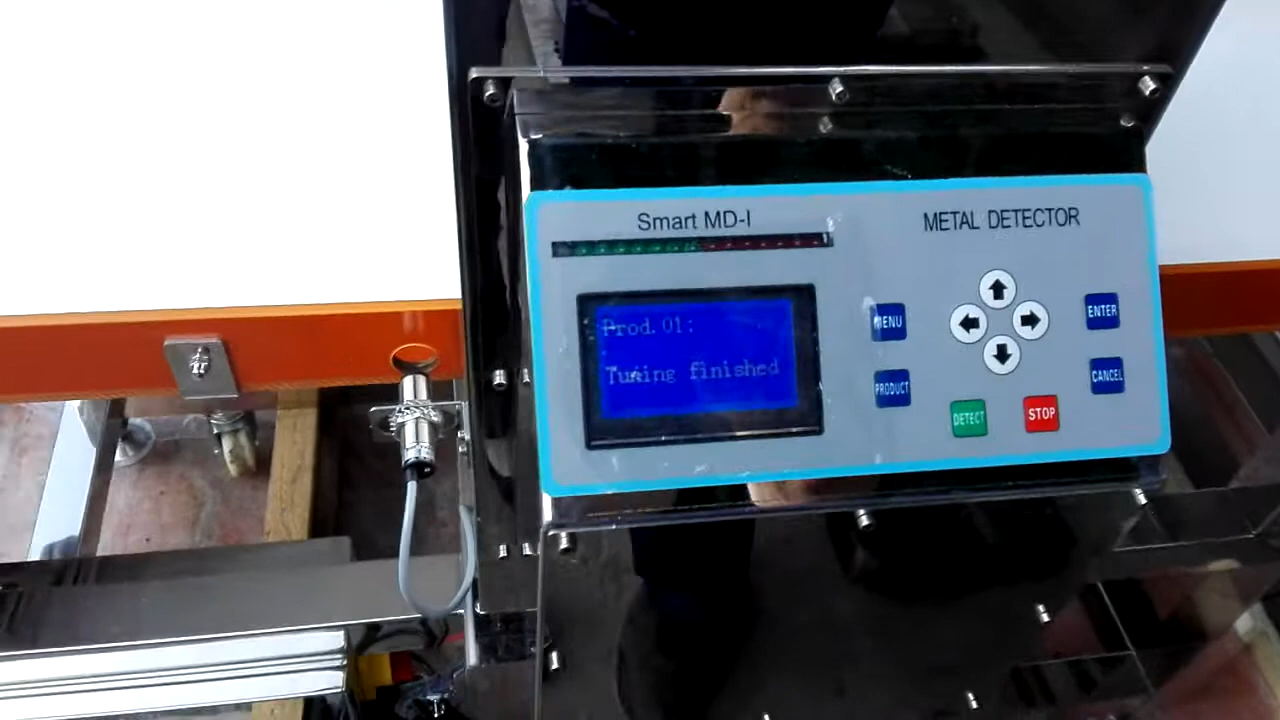 Smart MD-I
METAL DETECTOR
Prod.01:
Tuning finished
MENU
ENTER
PRODUCT
CANCEL
DETECT
STOP